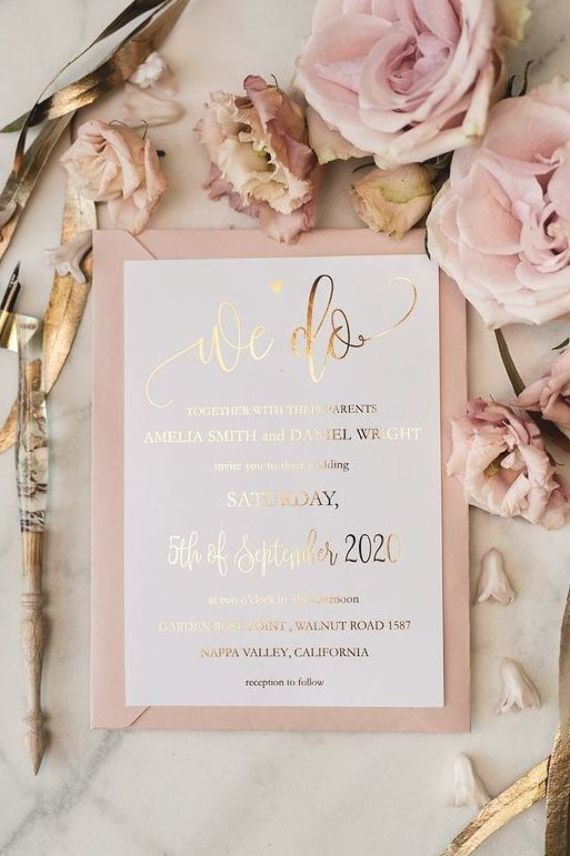 we do
TOGETHER WITH THEIR PARENTS
AMELIA SMITH and DANIEL WRIGHT
invite you to their wedding
SATURDAY,
5th of September 2020
at two o'clock in the afternoon
GARDEN ROSE POINT , WALNUT ROAD 1587
NAPPA VALLEY, CALIFORNIA
reception to follow